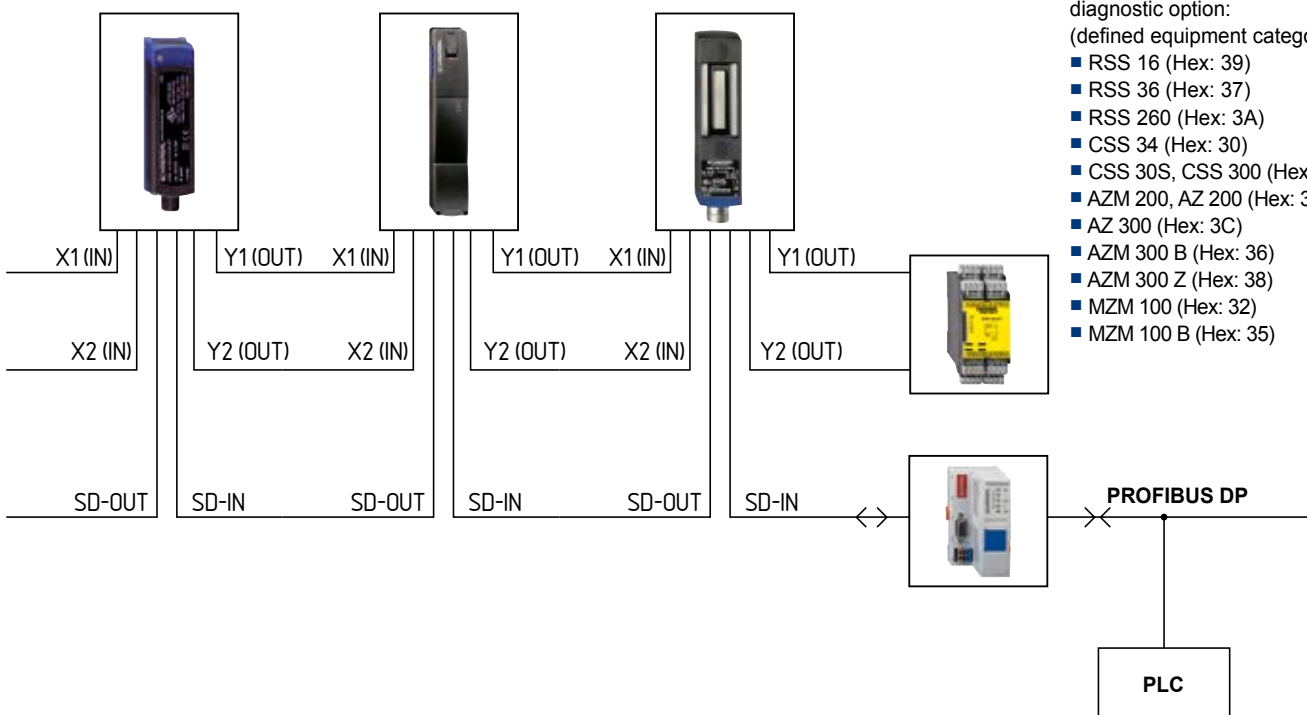 diagnostic option:
(defined equipment
RSS 16 (Hex: 39)
RSS 36 (Hex: 37)
RSS 260 (Hex: 3A)
CSS 34 (Hex: 30)
CSS 30S, CSS 300 (Hex
AZM 200, AZ 200 (Hex: 3
AZ 300 (Hex: 3C)
AZM 300 B (Hex: 36)
AZM 300 Z (Hex: 38)
MZM 100 (Hex: 32)
MZM 100 B (Hex: 35)
X1 (IN) Y1 (OUT) X1 (IN) Y1 (OUT) X1 (IN) Y1 (OUT)
X2 (IN) Y2 (OUT) X2 (IN) Y2 (OUT) X2 (IN) Y2 (OUT)
SD-OUT SD-IN SD-OUT SD-IN SD-OUT SD-IN
PROFIBUS DP
PLC